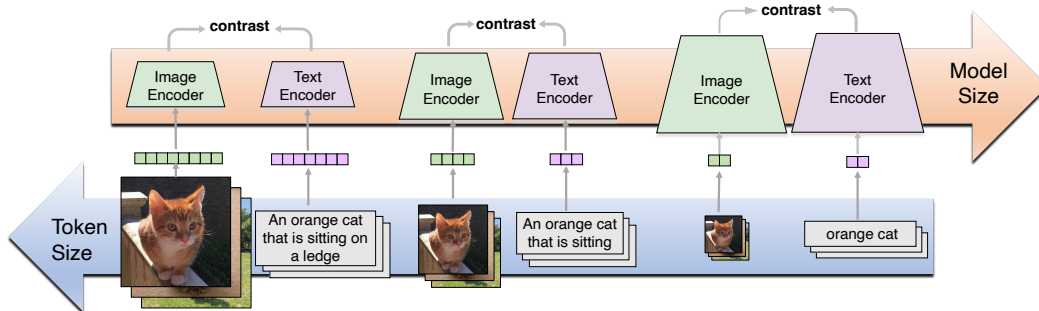 contrast
contrast
contrast
Image
Encoder
Text
Encoder
Image
Encoder
Text
Encoder
Image
Encoder
Text
Encoder
Model
Size
Token
Size
An orange cat
that is sitting on
a ledge
An orange cat
that is sitting
orange cat